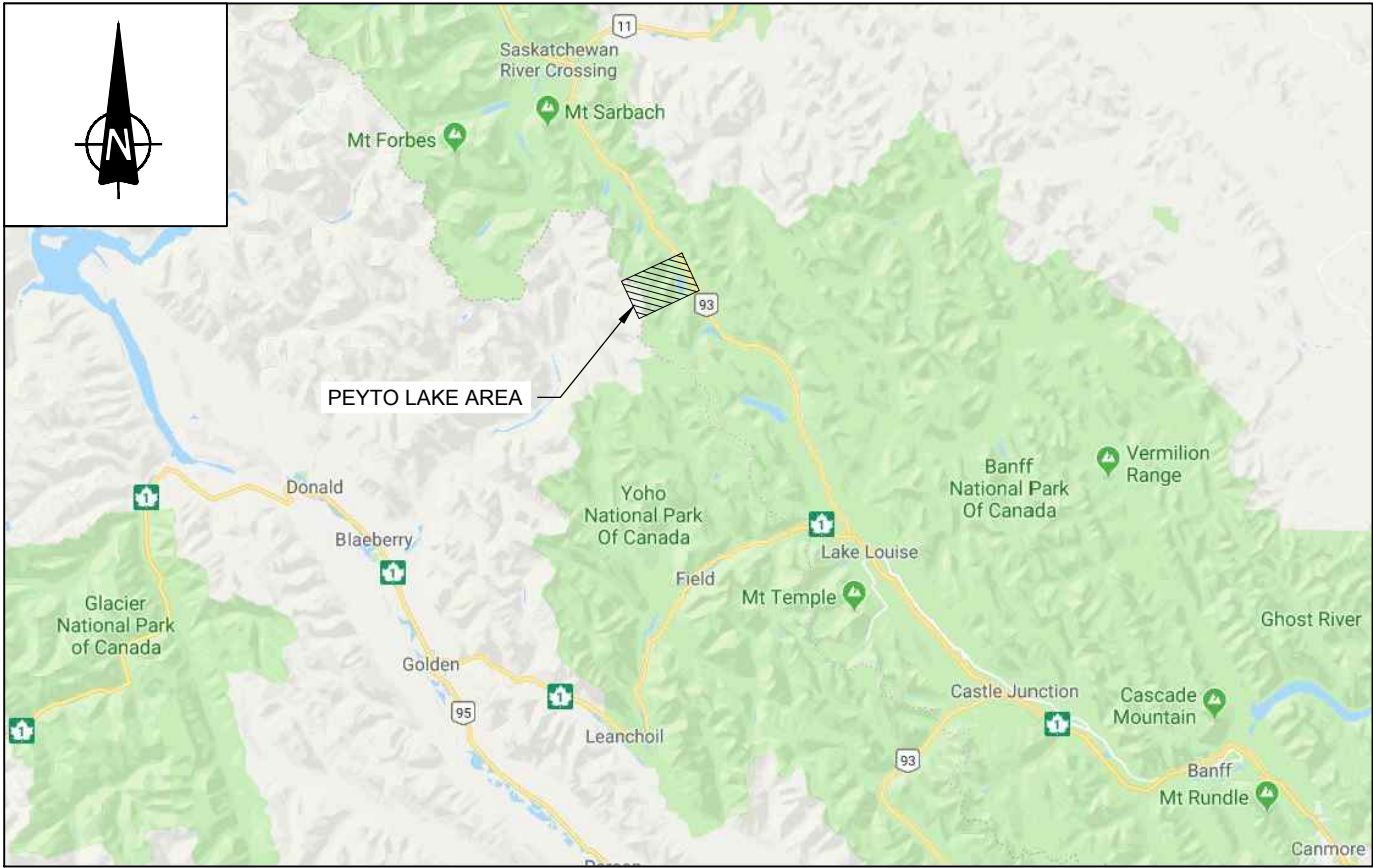 N
11
Saskatchewan
River Crossing
Mt Sarbach
Mt Forbes
93
PEYTO LAKE AREA
Vermilion
Range
Banff
National Park
Of Canada
Donald
1
Yoho
National Park
Of Canada
1
Blaeberry
Lake Louise
1
Field
Mt Temple
Glacier
National Park
of Canada
Ghost River
Golden
1
Castle Junction
Cascade
Mountain
95
1
1
Leanchoil
93
Banff
Mt Rundle
Canmore